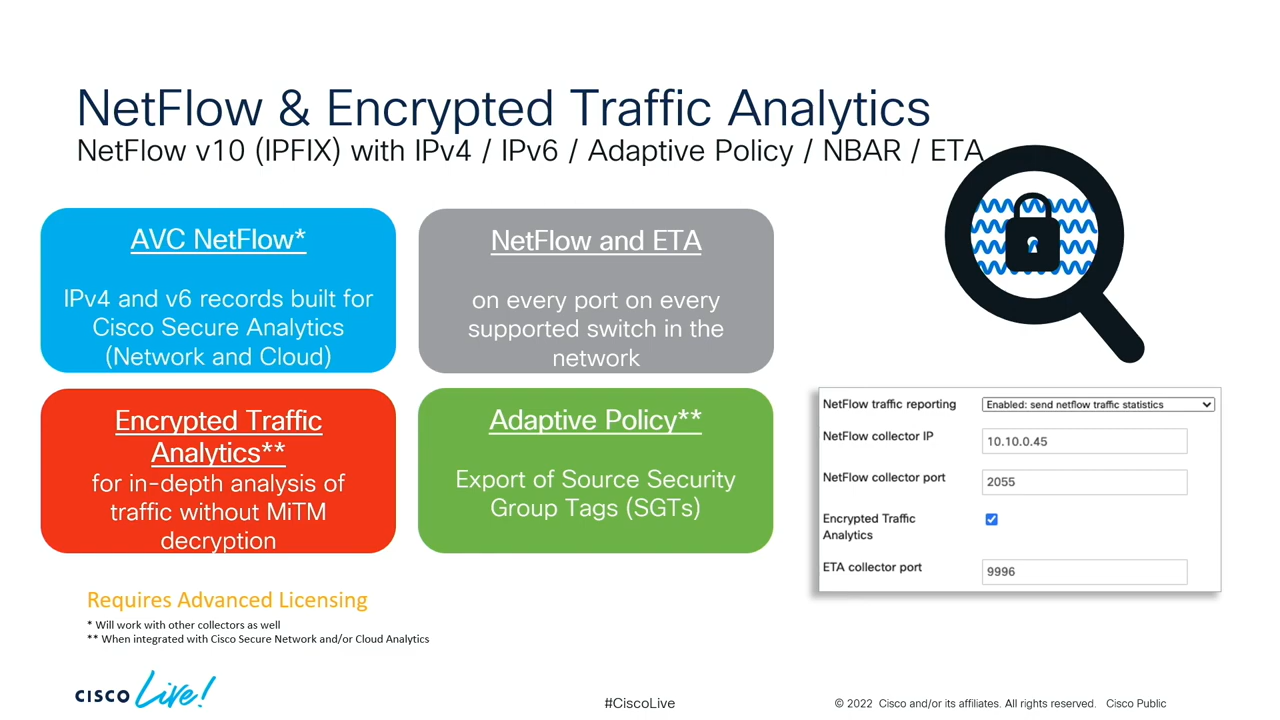 NetFlow & Encrypted Traffic Analytics
NetFlow v10 (IPFIX) with IPv4 / IPv6 / Adaptive Policy / NBAR / ETA
AVC NetFlow*
IPv4 and v6 records built for
Cisco Secure Analytics
(Network and Cloud)
NetFlow and ETA
on every port on every
supported switch in the
network
Encrypted Traffic
Analytics**
for in-depth analysis of
traffic without MiTM
decryption
Adaptive Policy**
Export of Source Security
Group Tags (SGTs)
NetFlow traffic reporting
Enabled: send netflow traffic statistics
NetFlow collector IP
10.10.0.45
NetFlow collector port
2055
Encrypted Traffic
Analytics
ETA collector port
9996
Requires Advanced Licensing
* Will work with other collectors as well
** When integrated with Cisco Secure Network and/or Cloud Analytics
CISCO Live!
#CiscoLive
© 2022 Cisco and/or its affiliates. All rights reserved. Cisco Public